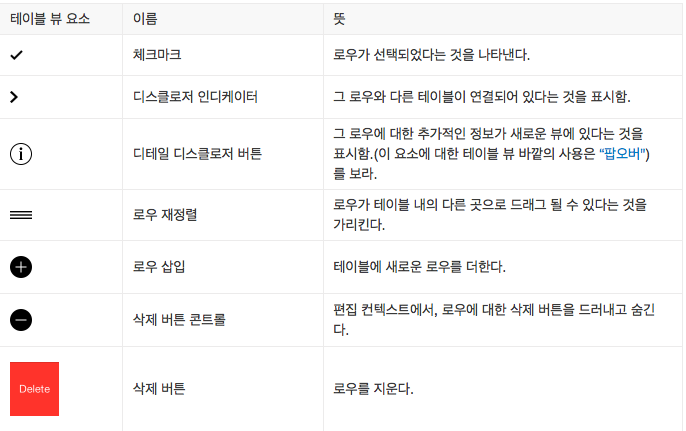 테이블 뷰 요소 이름 뜻
체크마크 로우가 선택되었다는 것을 나타낸다.
디스클로저 인디케이터 그 로우와 다른 테이블이 연결되어 있다는 것을 표시함.
디테일 디스클로저 버튼
그 로우에 대한 추가적인 정보가 새로운 뷰에 있다는 것을
표시함.(이 요소에 대한 테이블 뷰 바깥의 사용은 “팝오버”)
를 보라.
로우 재정렬
로우가 테이블 내의 다른 곳으로 드래그 될 수 있다는 것을
가리킨다.
로우 삽입 테이블에 새로운 로우를 더한다.
삭제 버튼 콘트롤
편집 컨텍스트에서, 로우에 대한 삭제 버튼을 드러내고 숨긴
다.
Delete 삭제 버튼 로우를 지운다.